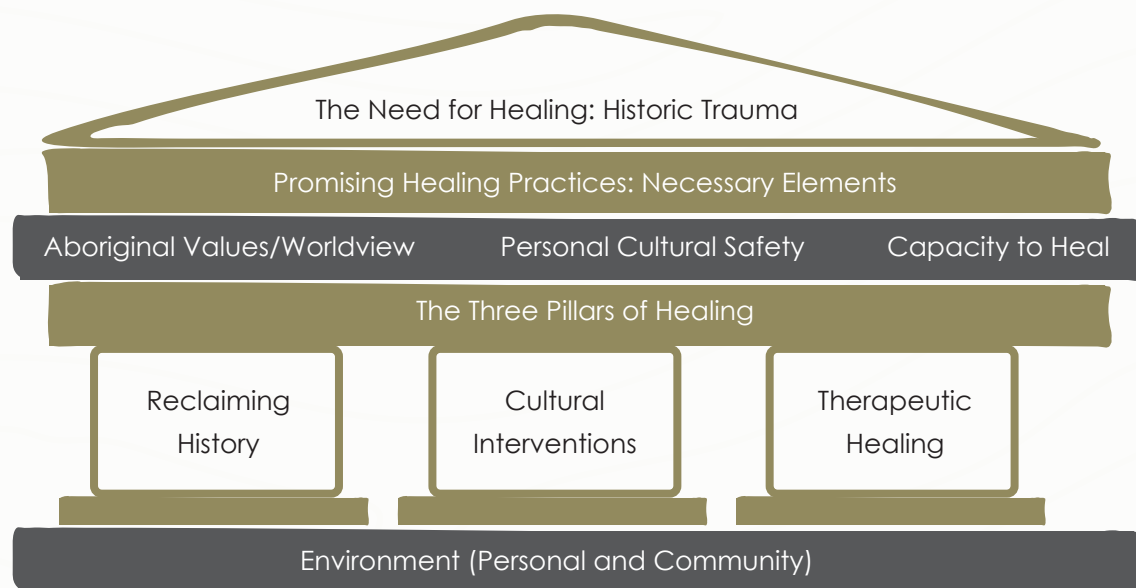 The Need for Healing: Historic Trauma
Promising Healing Practices: Necessary Elements
Aboriginal Values/Worldview Personal Cultural Safety Capacity to Heal
The Three Pillars of Healing
Reclaiming
History
Cultural
Interventions
Therapeutic
Healing
Environment (Personal and Community)